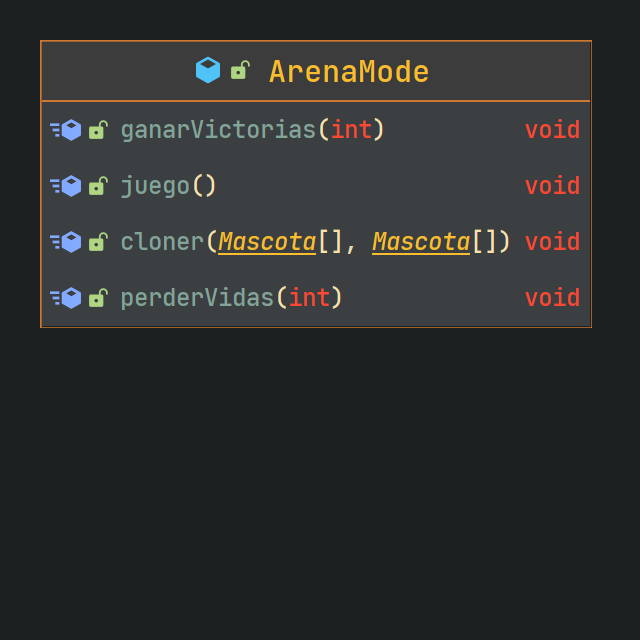 ArenaMode
ganarVictorias(int) void
juego() void
cloner(Mascota[], Mascota[]) void
perderVidas(int) void